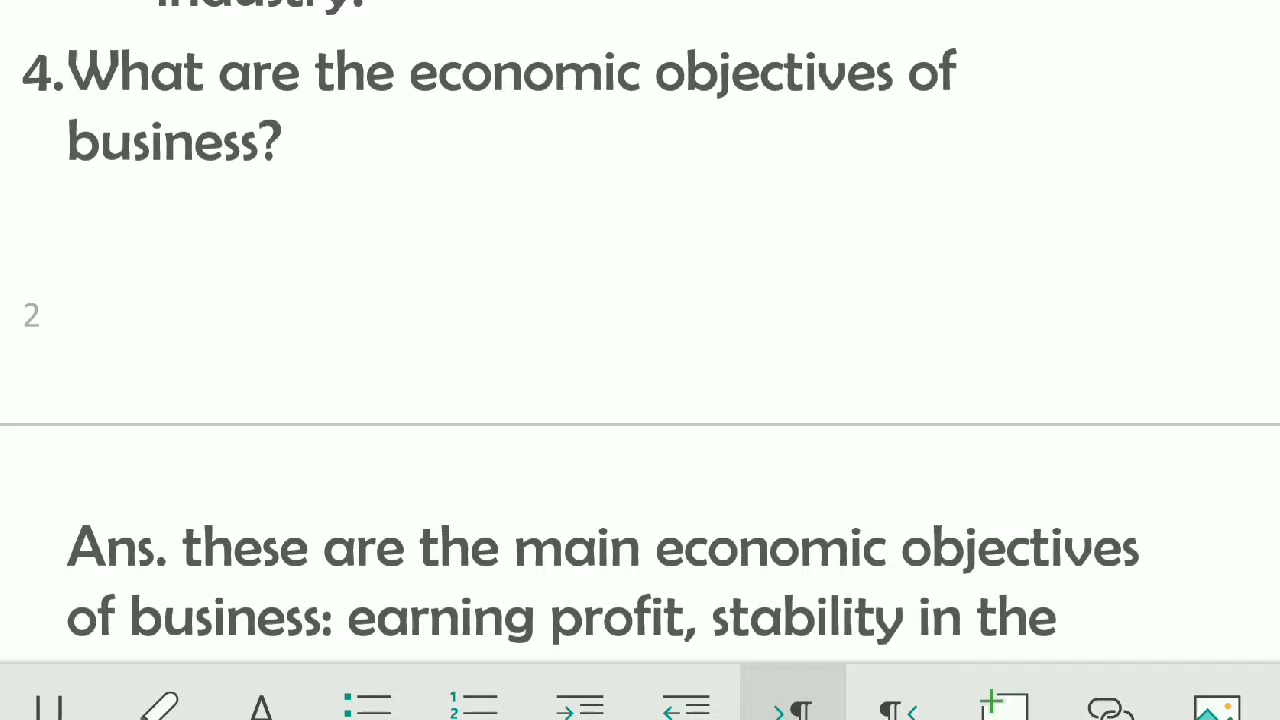 industry.
4.What are the economic objectives of
business?
2
Ans. these are the main economic objectives
of business: earning profit, stability in the